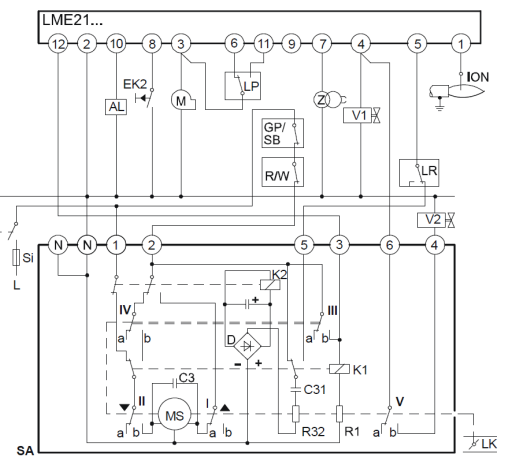 LME21...
12 2 10 8 3 6 11 9 7 4 5 1
EK2 LP ION
AL M Z V1
GP/
SB
R/W LR
V2
Si
L
N N 1 2 5 3 6 4
K2
+
IV III
a b a b
D
- +
K1
C3 C31
II I V
MS
a b a b R32 R1 a b
SA LK